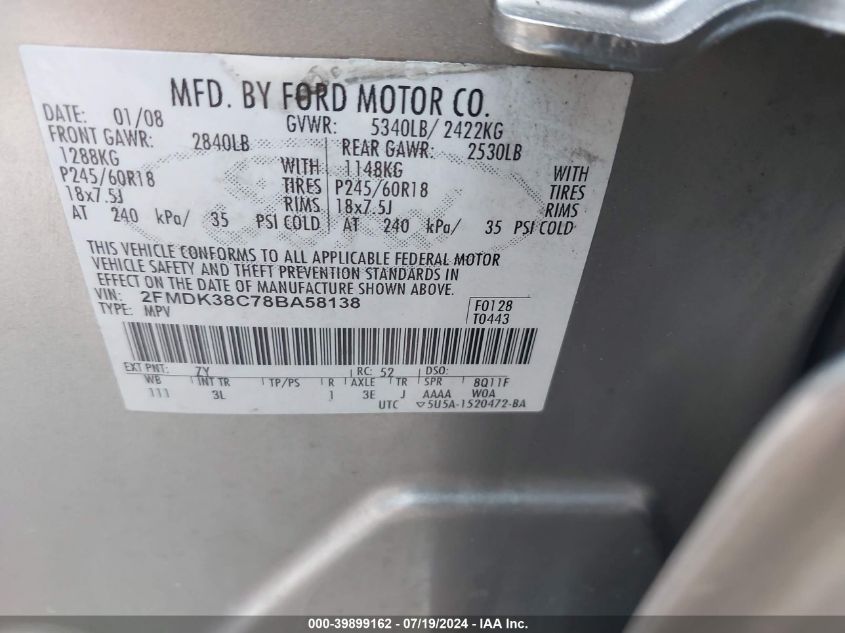 MFD. BY FORD MOTOR CO.
DATE: 01/08 GVWR: 5340LB/ 2422KG
FRONT GAWR: 2840LB REAR GAWR: 2530LB
1288KG WITH 1148KG WITH
P245/60R18 TIRES P245/60R18 TIRES
18x7.5J RIMS 18x7.5J RIMS
AT 240 kPa/ 35 PSI COLD AT 240 kPa/ 35 PSI COLD
THIS VEHICLE CONFORMS TO ALL APPLICABLE FEDERAL MOTOR
VEHICLE SAFETY AND THEFT PREVENTION STANDARDS IN
EFFECT ON THE DATE OF MANUFACTURE SHOWN ABOVE.
VIN: 2FMDK38C78BA58138 F0128
TYPE: MPV T0443
EXT PNT: ZY RC: 52 DSO:
WB INT TR TP/PS R AXLE TR SPR 8Q11F
111 3L 1 3E J AAAA W0A
UTC ▽5U5A-1520472-BA
000-39899162 - 07/19/2024 - IAA Inc.